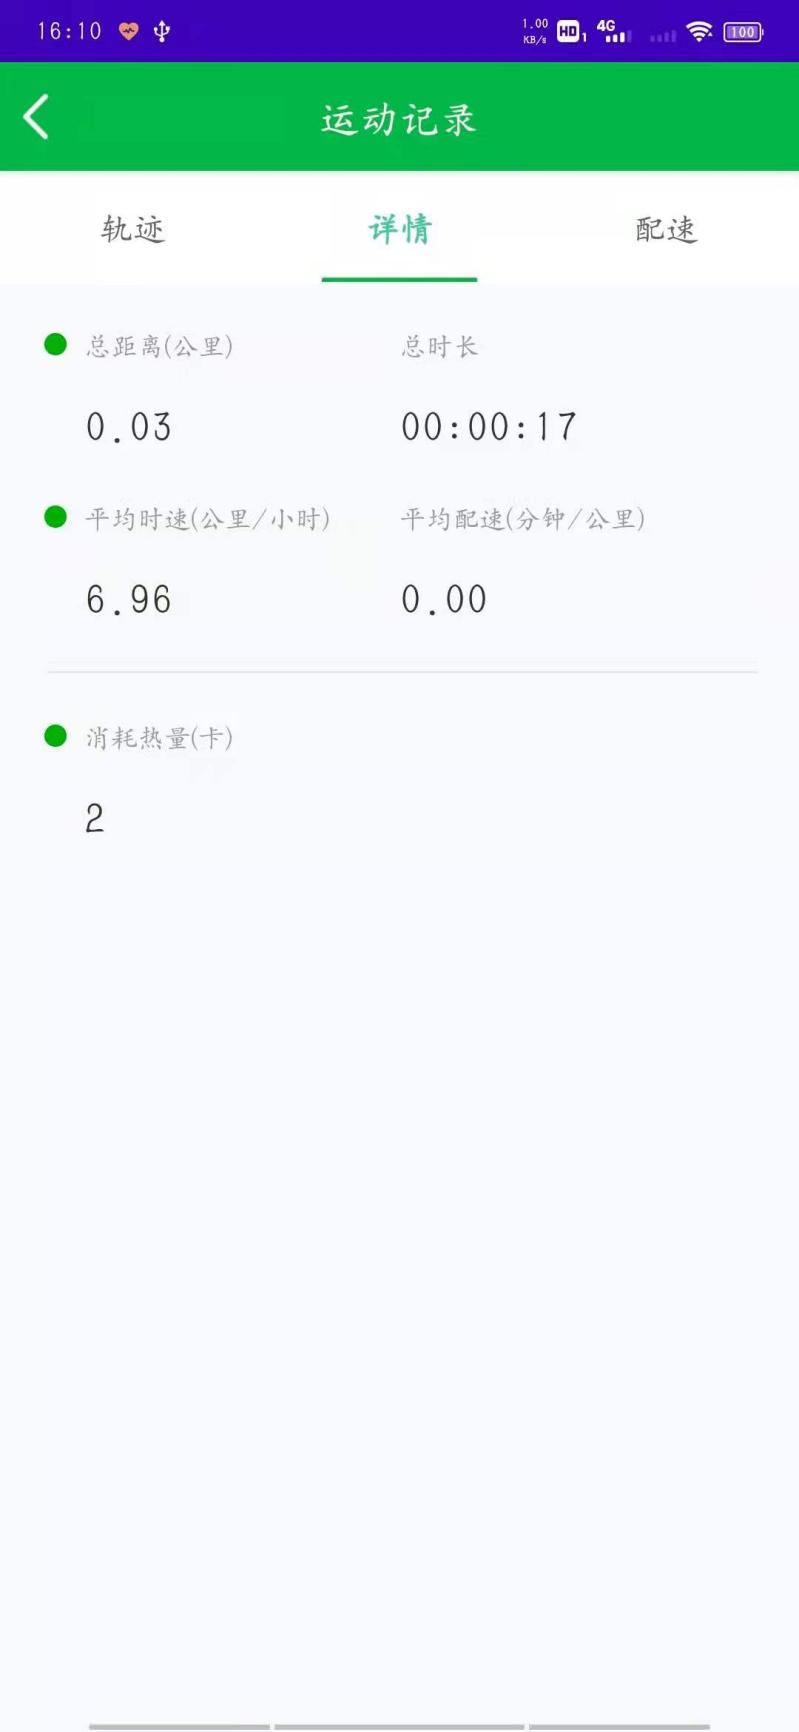 16:10 1.00 KB/s HD 1 4G 100
运动记录
轨迹 详情 配速
总距离(公里) 总时长
0.03 00:00:17
平均时速(公里/小时) 平均配速(分钟/公里)
6.96 0.00
消耗热量(卡)
2